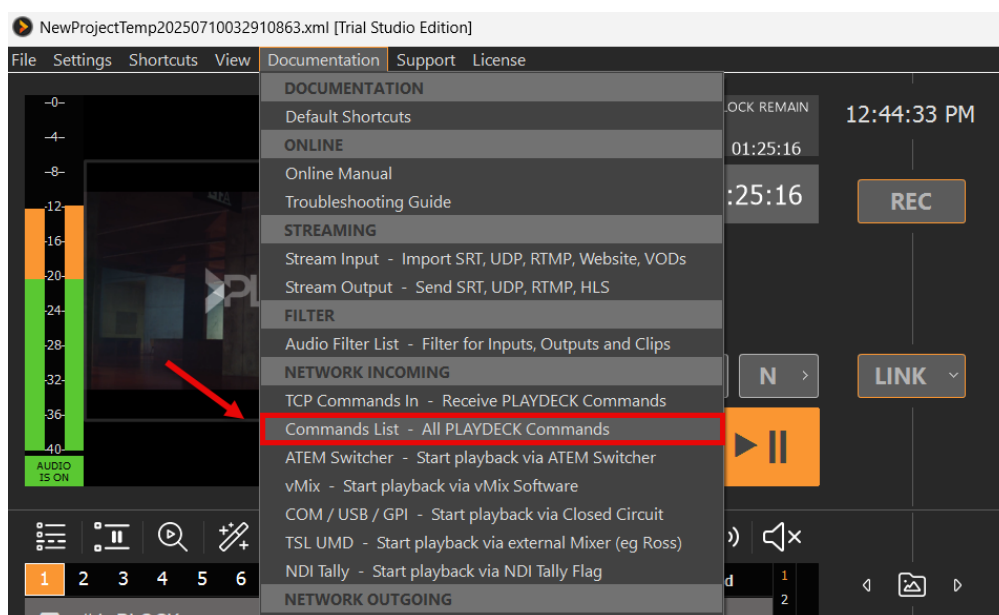 NewProjectTemp20250710032910863.xml [Trial Studio Edition]
File Settings Shortcuts View Documentation Support License
DOCUMENTATION
Default Shortcuts
ONLINE
Online Manual
Troubleshooting Guide
STREAMING
Stream Input - Import SRT, UDP, RTMP, Website, VODs
Stream Output - Send SRT, UDP, RTMP, HLS
FILTER
Audio Filter List - Filter for Inputs, Outputs and Clips
NETWORK INCOMING
TCP Commands In - Receive PLAYDECK Commands
Commands List - All PLAYDECK Commands
ATEM Switcher - Start playback via ATEM Switcher
vMix - Start playback via vMix Software
COM / USB / GPI - Start playback via Closed Circuit
TSL UMD - Start playback via external Mixer (eg Ross)
NDI Tally - Start playback via NDI Tally Flag
NETWORK OUTGOING
-0-
-4-
-8-
-12-
-16-
-20-
-24-
-28-
-32-
-36-
-40-
AUDIO
IS ON
REMAIN
12:44:33 PM
01:25:16
:25:16
REC
N
LINK
1 2 3 4 5 6
1
2